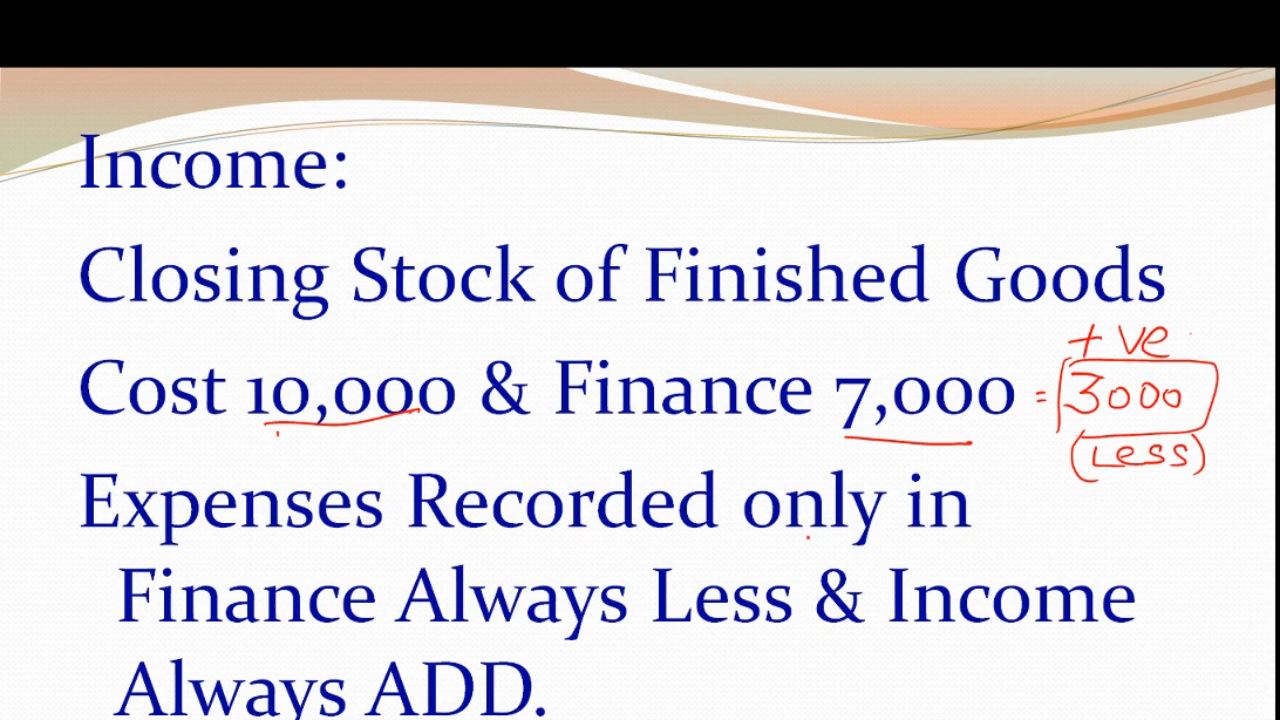 Income:
Closing Stock of Finished Goods
+ ve
Cost 10,000 & Finance 7,000 = 3000
(Less)
Expenses Recorded only in
Finance Always Less & Income
Always ADD.